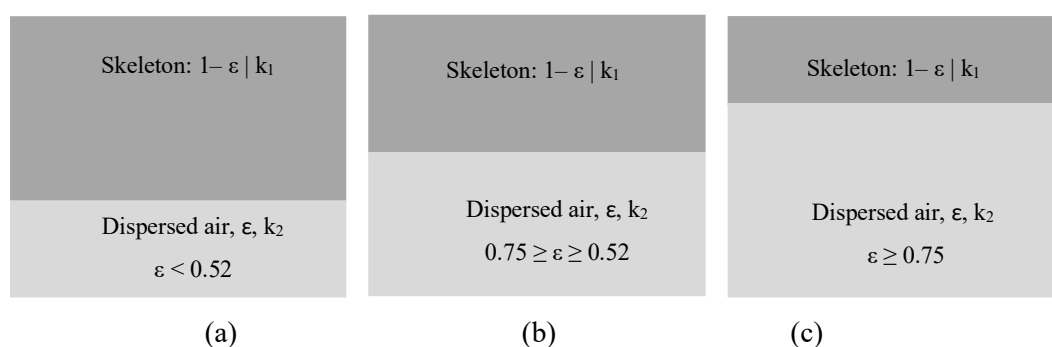 Skeleton: 1– ε | k₁
Dispersed air, ε, k₂
ε < 0.52
(a)
Skeleton: 1– ε | k₁
Dispersed air, ε, k₂
0.75 ≥ ε ≥ 0.52
(b)
Skeleton: 1– ε | k₁
Dispersed air, ε, k₂
ε ≥ 0.75
(c)